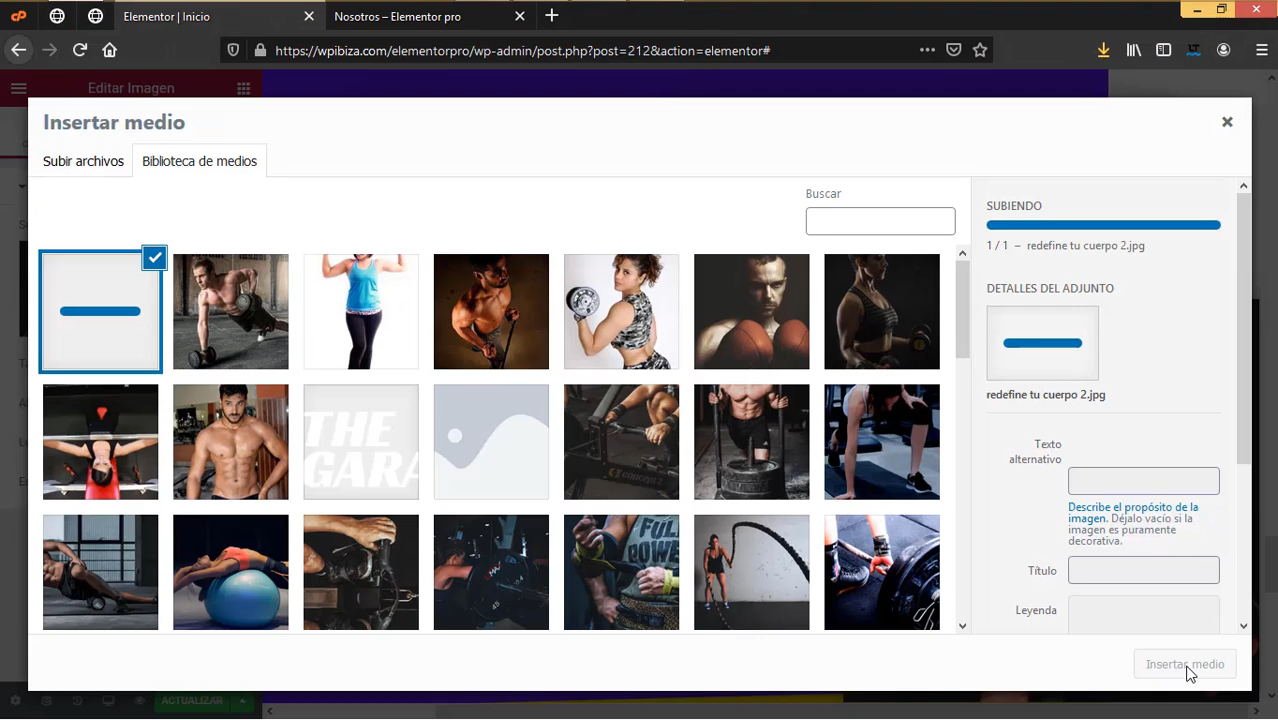 Elementor | Inicio
Nosotros – Elementor pro
https://wpibiza.com/elementorpro/wp-admin/post.php?post=212&action=elementor#
Editar Imagen
Insertar medio
Subir archivos
Biblioteca de medios
Buscar
SUBIENDO
1 / 1 – redefine tu cuerpo 2.jpg
DETALLES DEL ADJUNTO
redefine tu cuerpo 2.jpg
THE
GARA
Texto
alternativo
Describe el propósito de la
imagen. Déjalo vacío si la
imagen es puramente
decorativa.
Título
Leyenda
FULL
POWER
45
Insertar medio
ACTUALIZAR